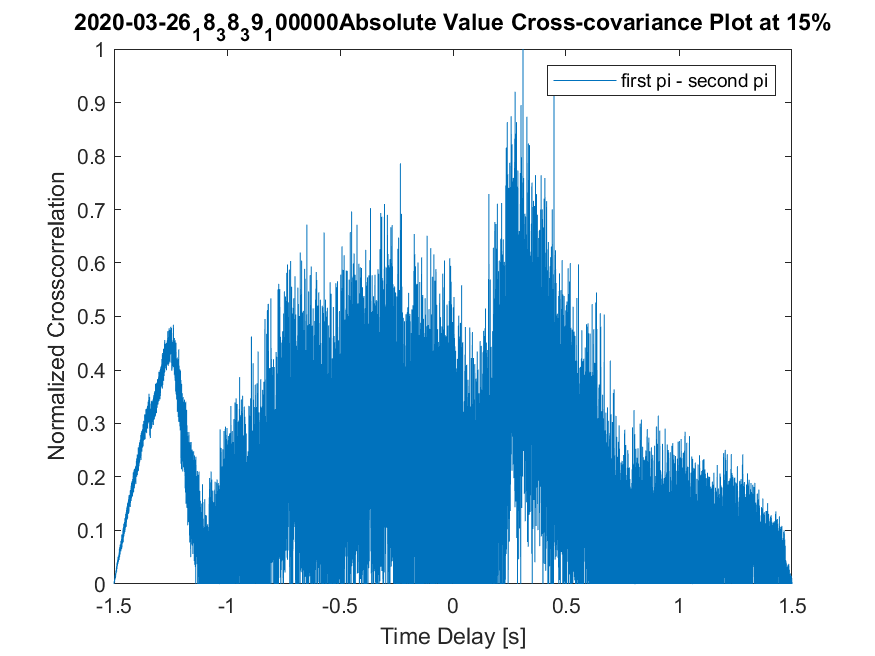 2020-03-26₁8₃8₃9₁00000Absolute Value Cross-covariance Plot at 15%
1
first pi - second pi
0.9
0.8
0.7
0.6
0.5
0.4
0.3
0.2
0.1
0
Normalized Crosscorrelation
-1.5 -1 -0.5 0 0.5 1 1.5
Time Delay [s]